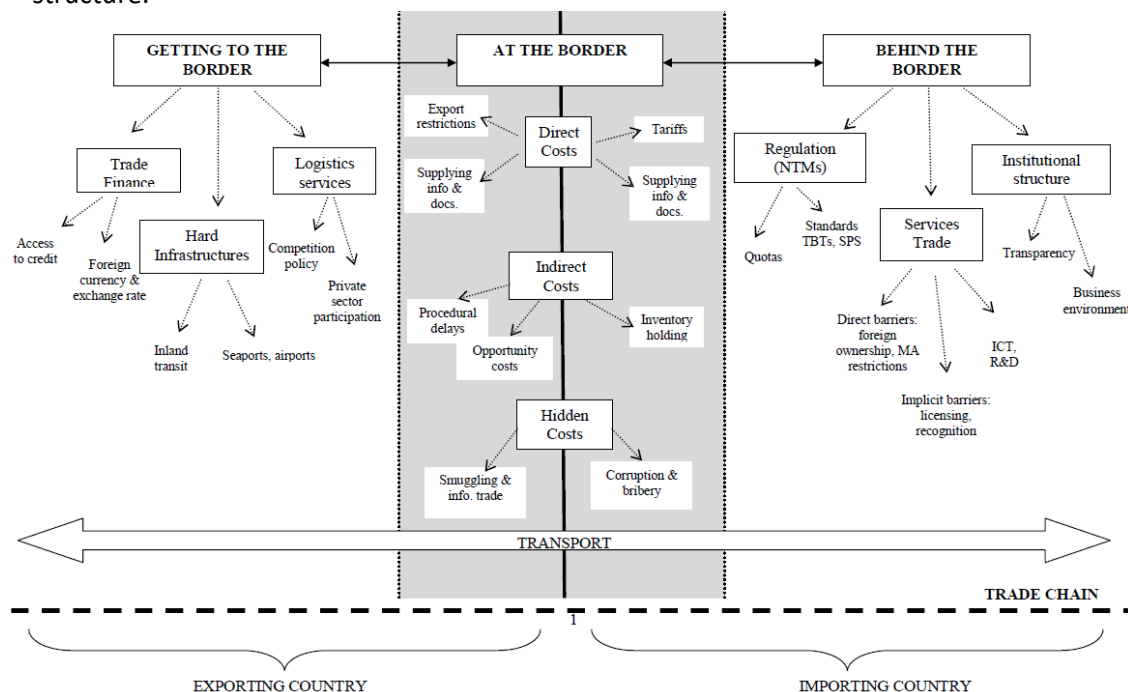 structure.
GETTING TO THE
BORDER
AT THE BORDER
BEHIND THE
BORDER
Export
restrictions
Direct
Costs
Tariffs
Supplying
info &
docs.
Supplying
info &
docs.
Trade
Finance
Logistics
services
Regulation
(NTMs)
Institutional
structure
Access
to credit
Foreign
currency &
exchange rate
Hard
Infrastructures
Competition
policy
Private
sector
participation
Inland
transit
Seaports, airports
Indirect
Costs
Procedural
delays
Opportunity
costs
Inventory
holding
Quotas
Standards
TBTs, SPS
Services
Trade
Transparency
Business
environment
Direct barriers:
foreign
ownership, MA
restrictions
ICT,
R&D
Implicit barriers:
licensing,
recognition
Hidden
Costs
Smuggling &
info. trade
Corruption &
bribery
TRANSPORT
TRADE CHAIN
1
EXPORTING COUNTRY
IMPORTING COUNTRY